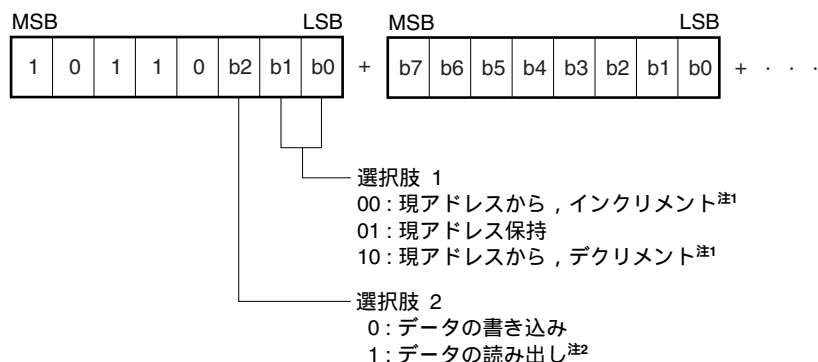 MSB LSB MSB LSB
1 0 1 1 0 b2 b1 b0 + b7 b6 b5 b4 b3 b2 b1 b0 + · · ·
選択肢 1
00 : 現アドレスから , インクリメント注1
01 : 現アドレス保持
10 : 現アドレスから , デクリメント注1
選択肢 2
0 : データの書き込み
1 : データの読み出し注2